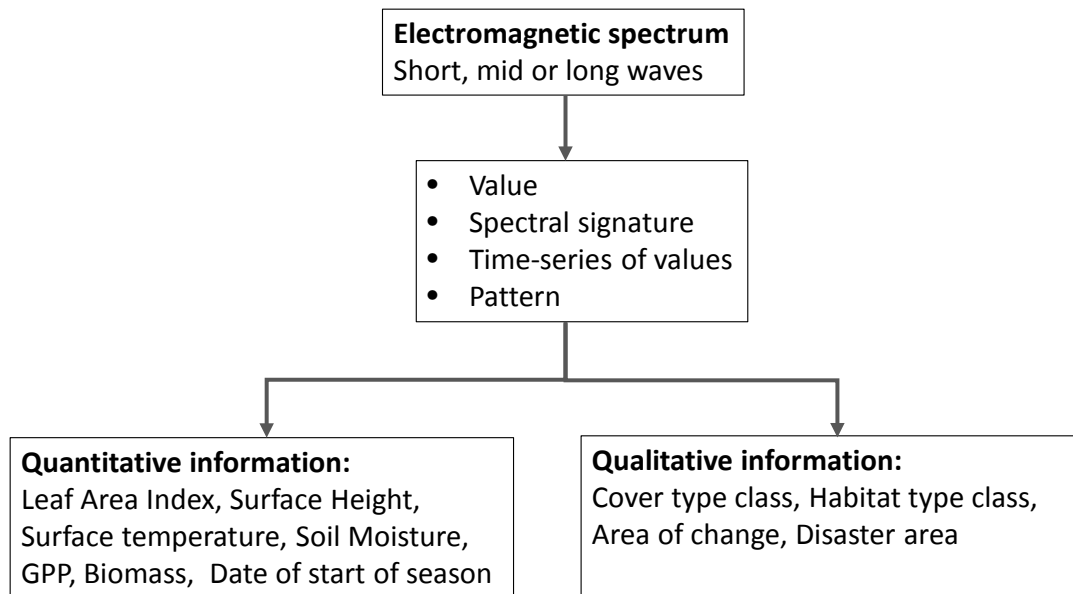 Electromagnetic spectrum
Short, mid or long waves
• Value
• Spectral signature
• Time-series of values
• Pattern
Quantitative information:
Leaf Area Index, Surface Height,
Surface temperature, Soil Moisture,
GPP, Biomass,  Date of start of season
Qualitative information:
Cover type class, Habitat type class,
Area of change, Disaster area